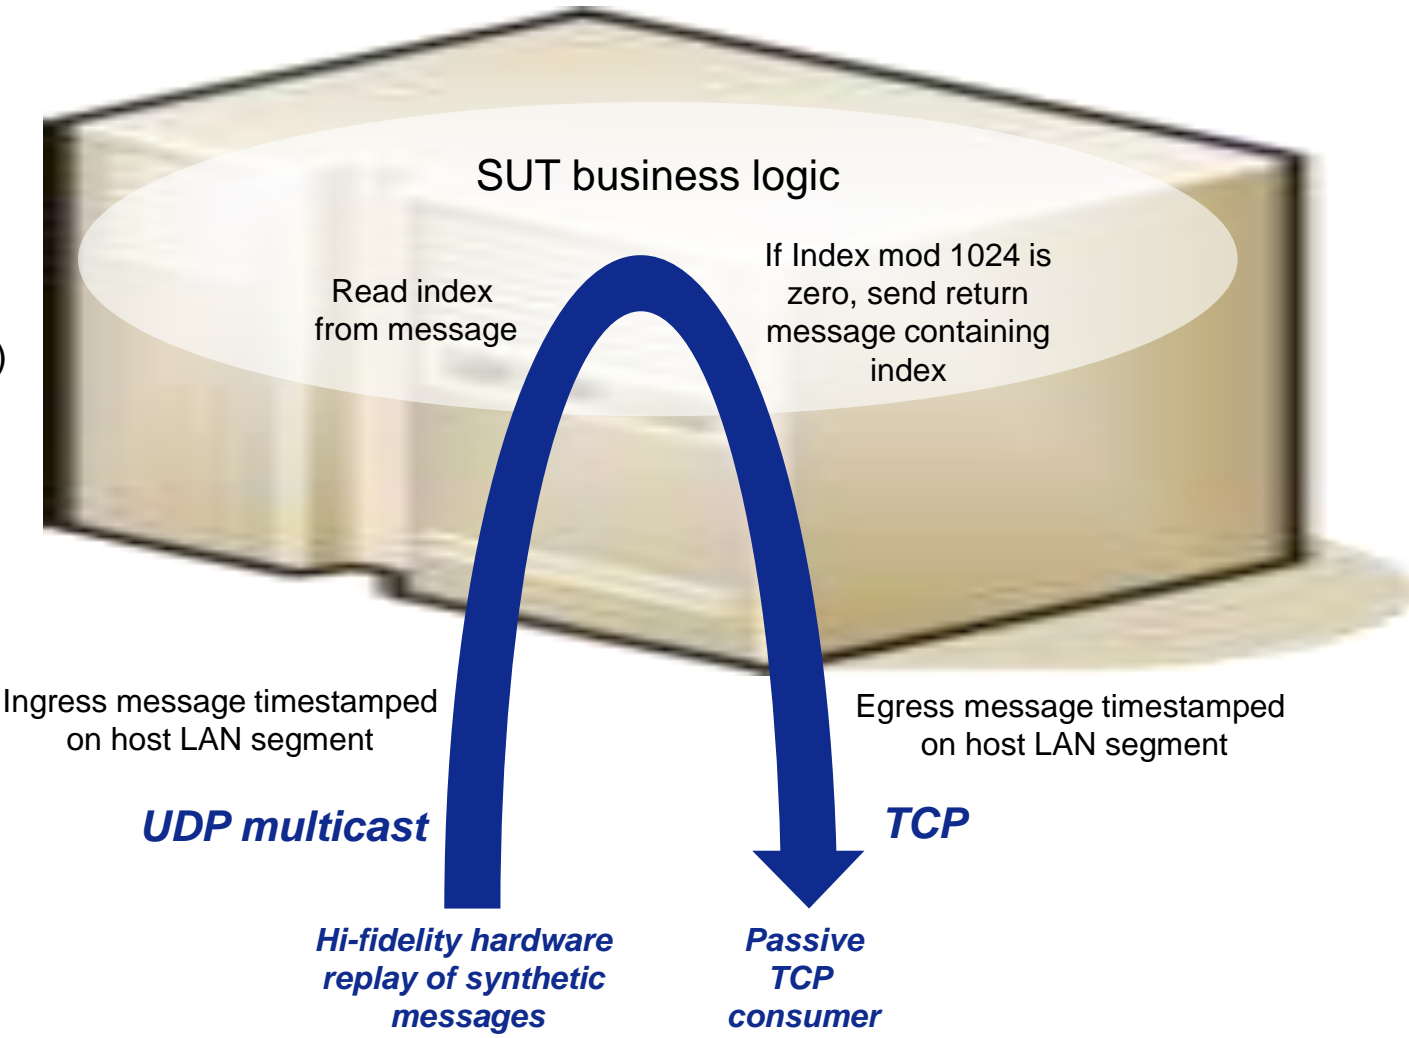 SUT business logic
Read index
from message
If Index mod 1024 is
zero, send return
message containing
index
)
Ingress message timestamped
on host LAN segment
Egress message timestamped
on host LAN segment
UDP multicast
TCP
Hi-fidelity hardware
replay of synthetic
messages
Passive
TCP
consumer